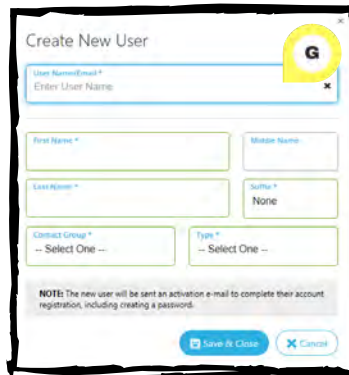 Create New User
G
User Name/Email *
Enter User Name
First Name * Middle Name
Last Name * Suffix *
None
Contact Group * Type *
-- Select One -- -- Select One --
NOTE: The new user will be sent an activation e-mail to complete their account
registration, including creating a password.
Save & Close Cancel